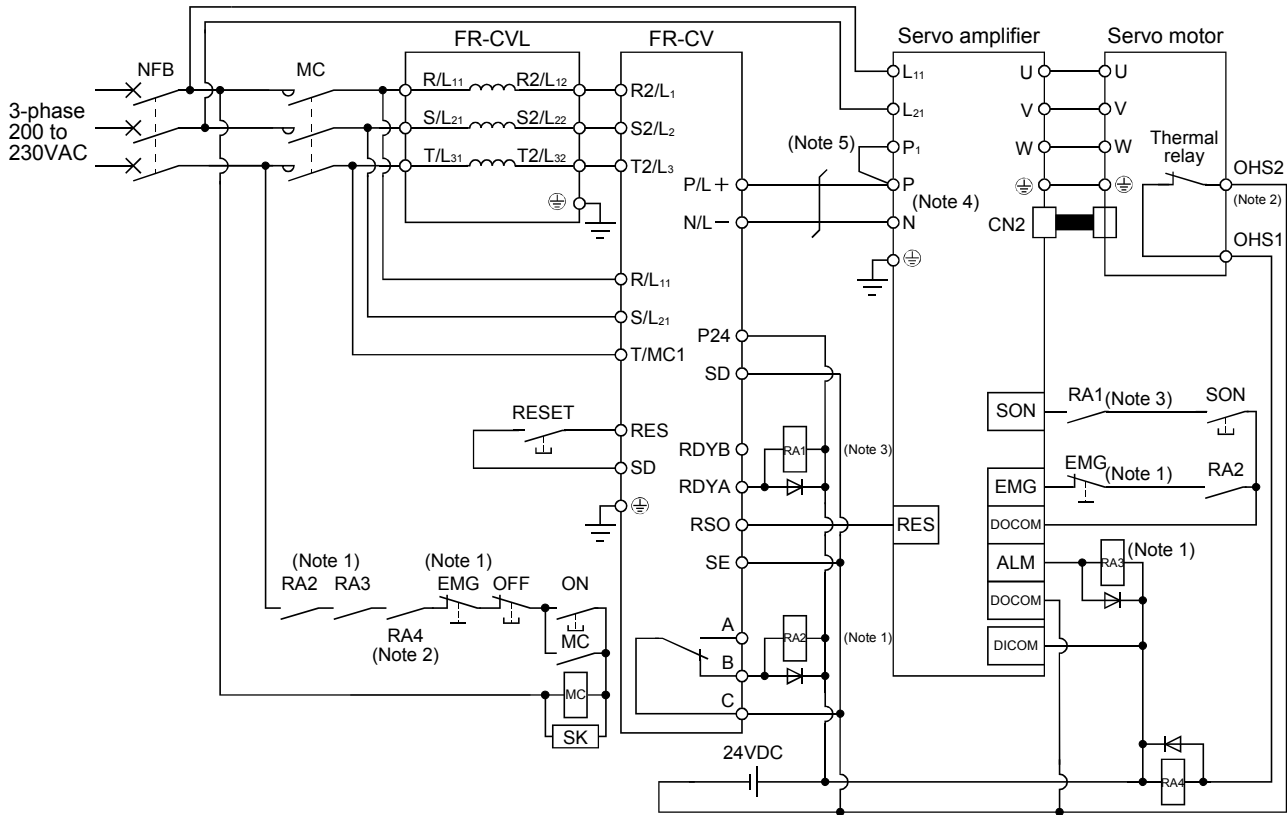 FR-CVL
FR-CV
Servo amplifier
Servo motor
NFB
MC
3-phase
200 to
230VAC
R/L11
R2/L12
S/L21
S2/L22
T/L31
T2/L32
R2/L1
S2/L2
T2/L3
P/L+
N/L−
R/L11
S/L21
T/MC1
P24
SD
RESET
RES
SD
RDYB
RDYA
RSO
SE
A
B
C
RA1
(Note 3)
RA2
(Note 1)
L11
L21
P1
(Note 5)
P
(Note 4)
N
U
V
W
CN2
U
V
W
Thermal
relay
OHS2
(Note 2)
OHS1
SON
RA1
(Note 3)
SON
EMG
EMG
(Note 1)
RA2
DOCOM
RES
ALM
RA3
(Note 1)
DOCOM
DICOM
(Note 1)
(Note 1)
RA2
RA3
EMG
OFF
ON
RA4
(Note 2)
MC
MC
SK
24VDC
RA4